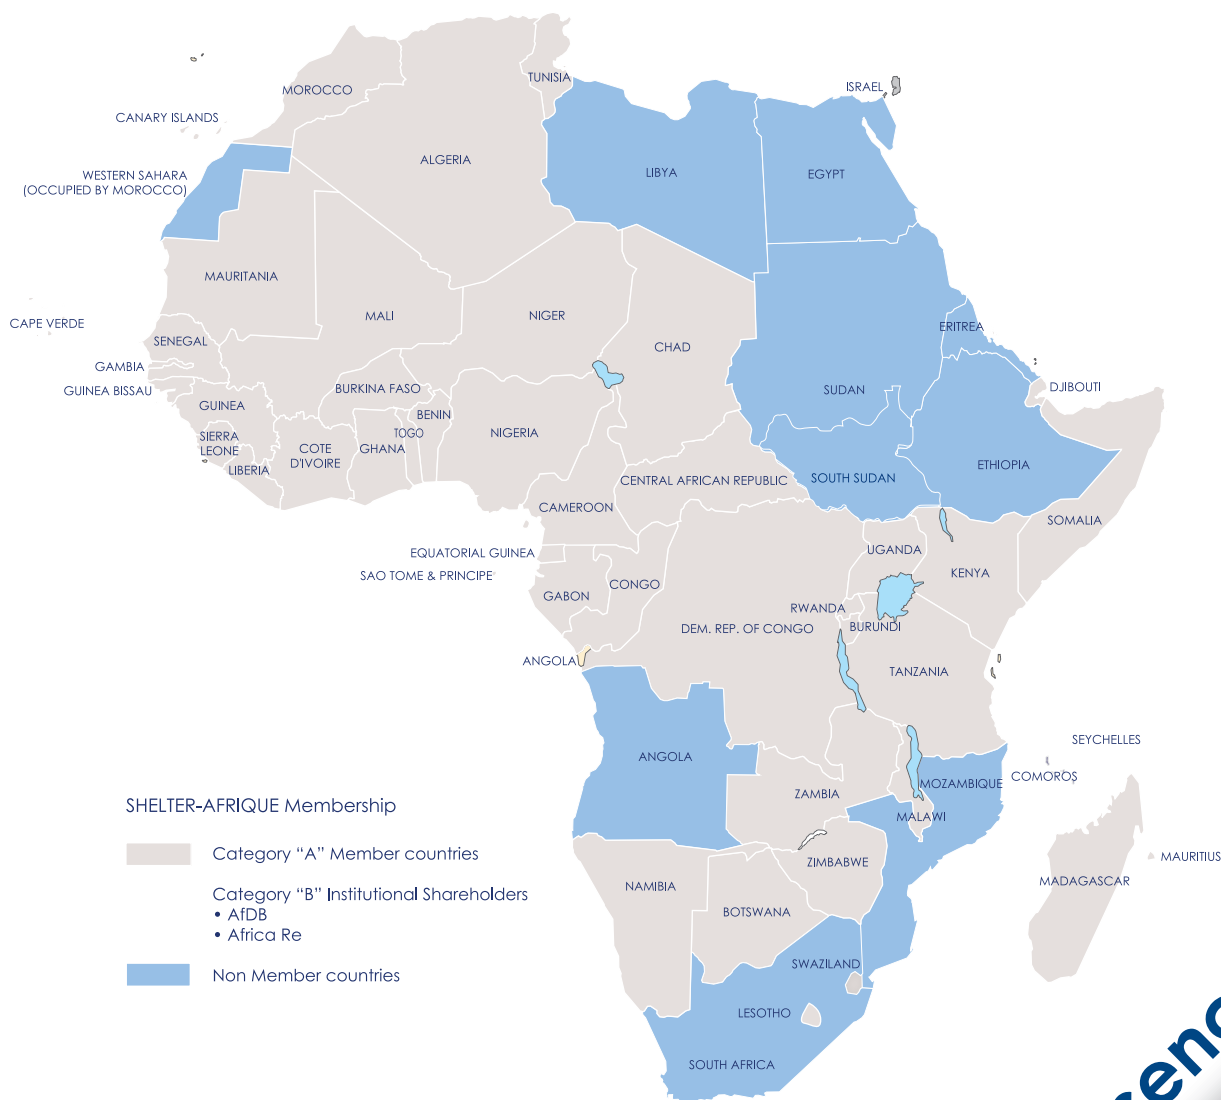 TUNISIA
ISRAEL
MOROCCO
CANARY ISLANDS
ALGERIA
LIBYA
EGYPT
WESTERN SAHARA
(OCCUPIED BY MOROCCO)
MAURITANIA
MALI
NIGER
CHAD
CAPE VERDE
ERITREA
SENEGAL
GAMBIA
GUINEA BISSAU
BURKINA FASO
SUDAN
DJIBOUTI
GUINEA
BENIN
TOGO
NIGERIA
SIERRA
LEONE
COTE
D'IVOIRE
GHANA
LIBERIA
CENTRAL AFRICAN REPUBLIC
SOUTH SUDAN
ETHIOPIA
CAMEROON
SOMALIA
EQUATORIAL GUINEA
UGANDA
SAO TOME & PRINCIPE
GABON
CONGO
KENYA
RWANDA
DEM. REP. OF CONGO
BURUNDI
ANGOLA
TANZANIA
SEYCHELLES
ANGOLA
COMOROS
MOZAMBIQUE
ZAMBIA
MALAWI
SHELTER-AFRIQUE Membership
Category “A” Member countries
Category “B” Institutional Shareholders
• AfDB
• Africa Re
Non Member countries
ZIMBABWE
MAURITIUS
MADAGASCAR
NAMIBIA
BOTSWANA
SWAZILAND
LESOTHO
SOUTH AFRICA